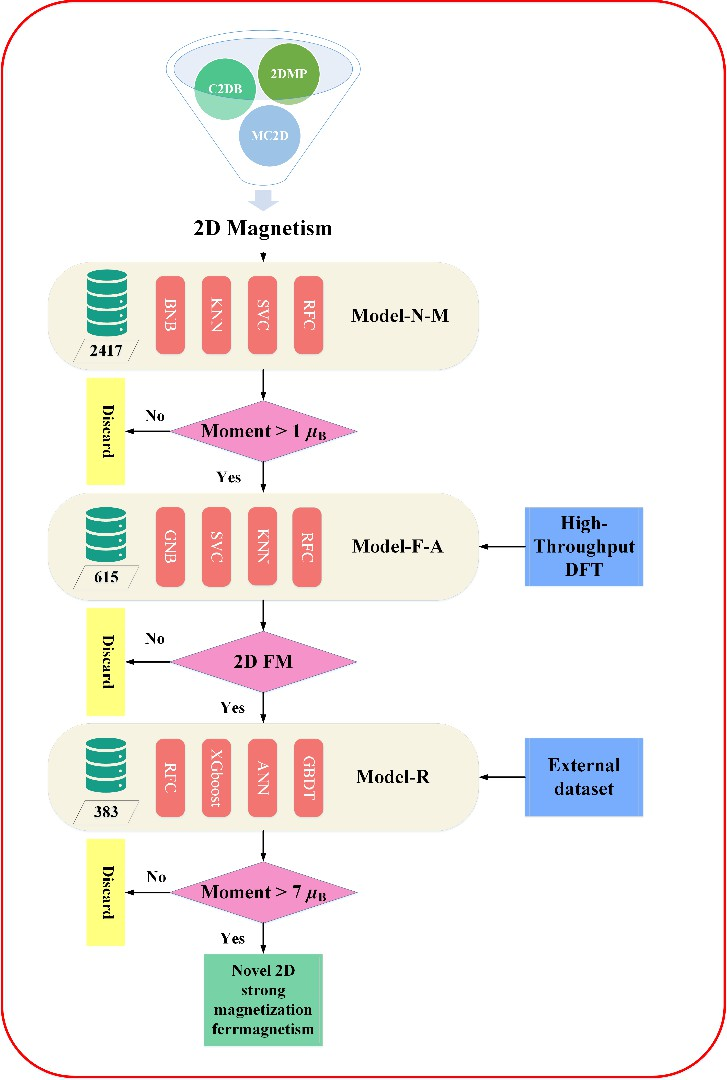 C2DB
2DMP
MC2D
2D Magnetism
2417
BNB
KNN
SVC
RFC
Model-N-M
Discard
No
Moment > 1 μB
Yes
615
GNB
SVC
KNN
RFC
Model-F-A
High-
Throughput
DFT
Discard
No
2D FM
Yes
383
RFC
XGboost
ANN
GBDT
Model-R
External
dataset
Discard
No
Moment > 7 μB
Yes
Novel 2D
strong
magnetization
ferrmagnetism